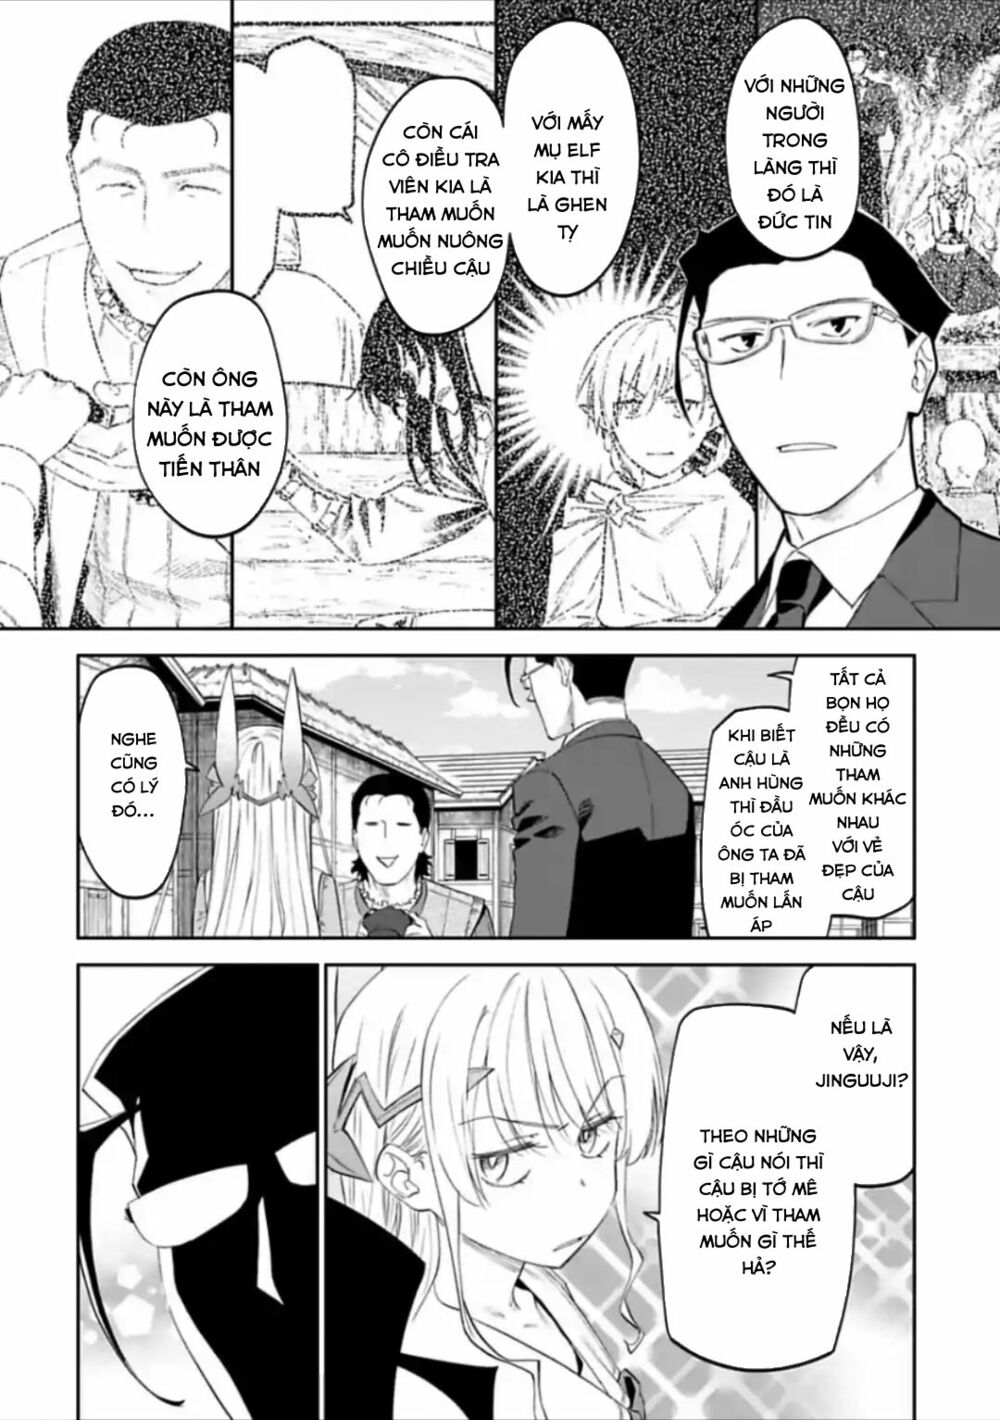 VỚI NHỮNG
NGƯỜI
TRONG
LÀNG THÌ
ĐÓ LÀ
ĐỨC TIN
VỚI MẤY
MỤ ELF
KIA THÌ
LÀ GHEN
TỴ
CÒN CÁI
CÔ ĐIỀU TRA
VIÊN KIA LÀ
THAM MUỐN
MUỐN NUÔNG
CHIỀU CẬU
CÒN ÔNG
NÀY LÀ THAM
MUỐN ĐƯỢC
TIẾN THÂN
TẤT CẢ
BỌN HỌ
ĐỀU CÓ
NHỮNG
THAM
MUỐN KHÁC
NHAU
VỚI VẺ
ĐẸP CỦA
CẬU
KHI BIẾT
CẬU LÀ
ANH HÙNG
THÌ ĐẦU
ÓC CỦA
ÔNG TA ĐÃ
BỊ THAM
MUỐN LẤN
ÁP
NGHE
CŨNG
CÓ LÝ
ĐÓ...
NẾU LÀ
VẬY,
JINGUUJI?
THEO NHỮNG
GÌ CẬU NÓI THÌ
CẬU BỊ TỚ MÊ
HOẶC VÌ THAM
MUỐN GÌ THẾ
HẢ?